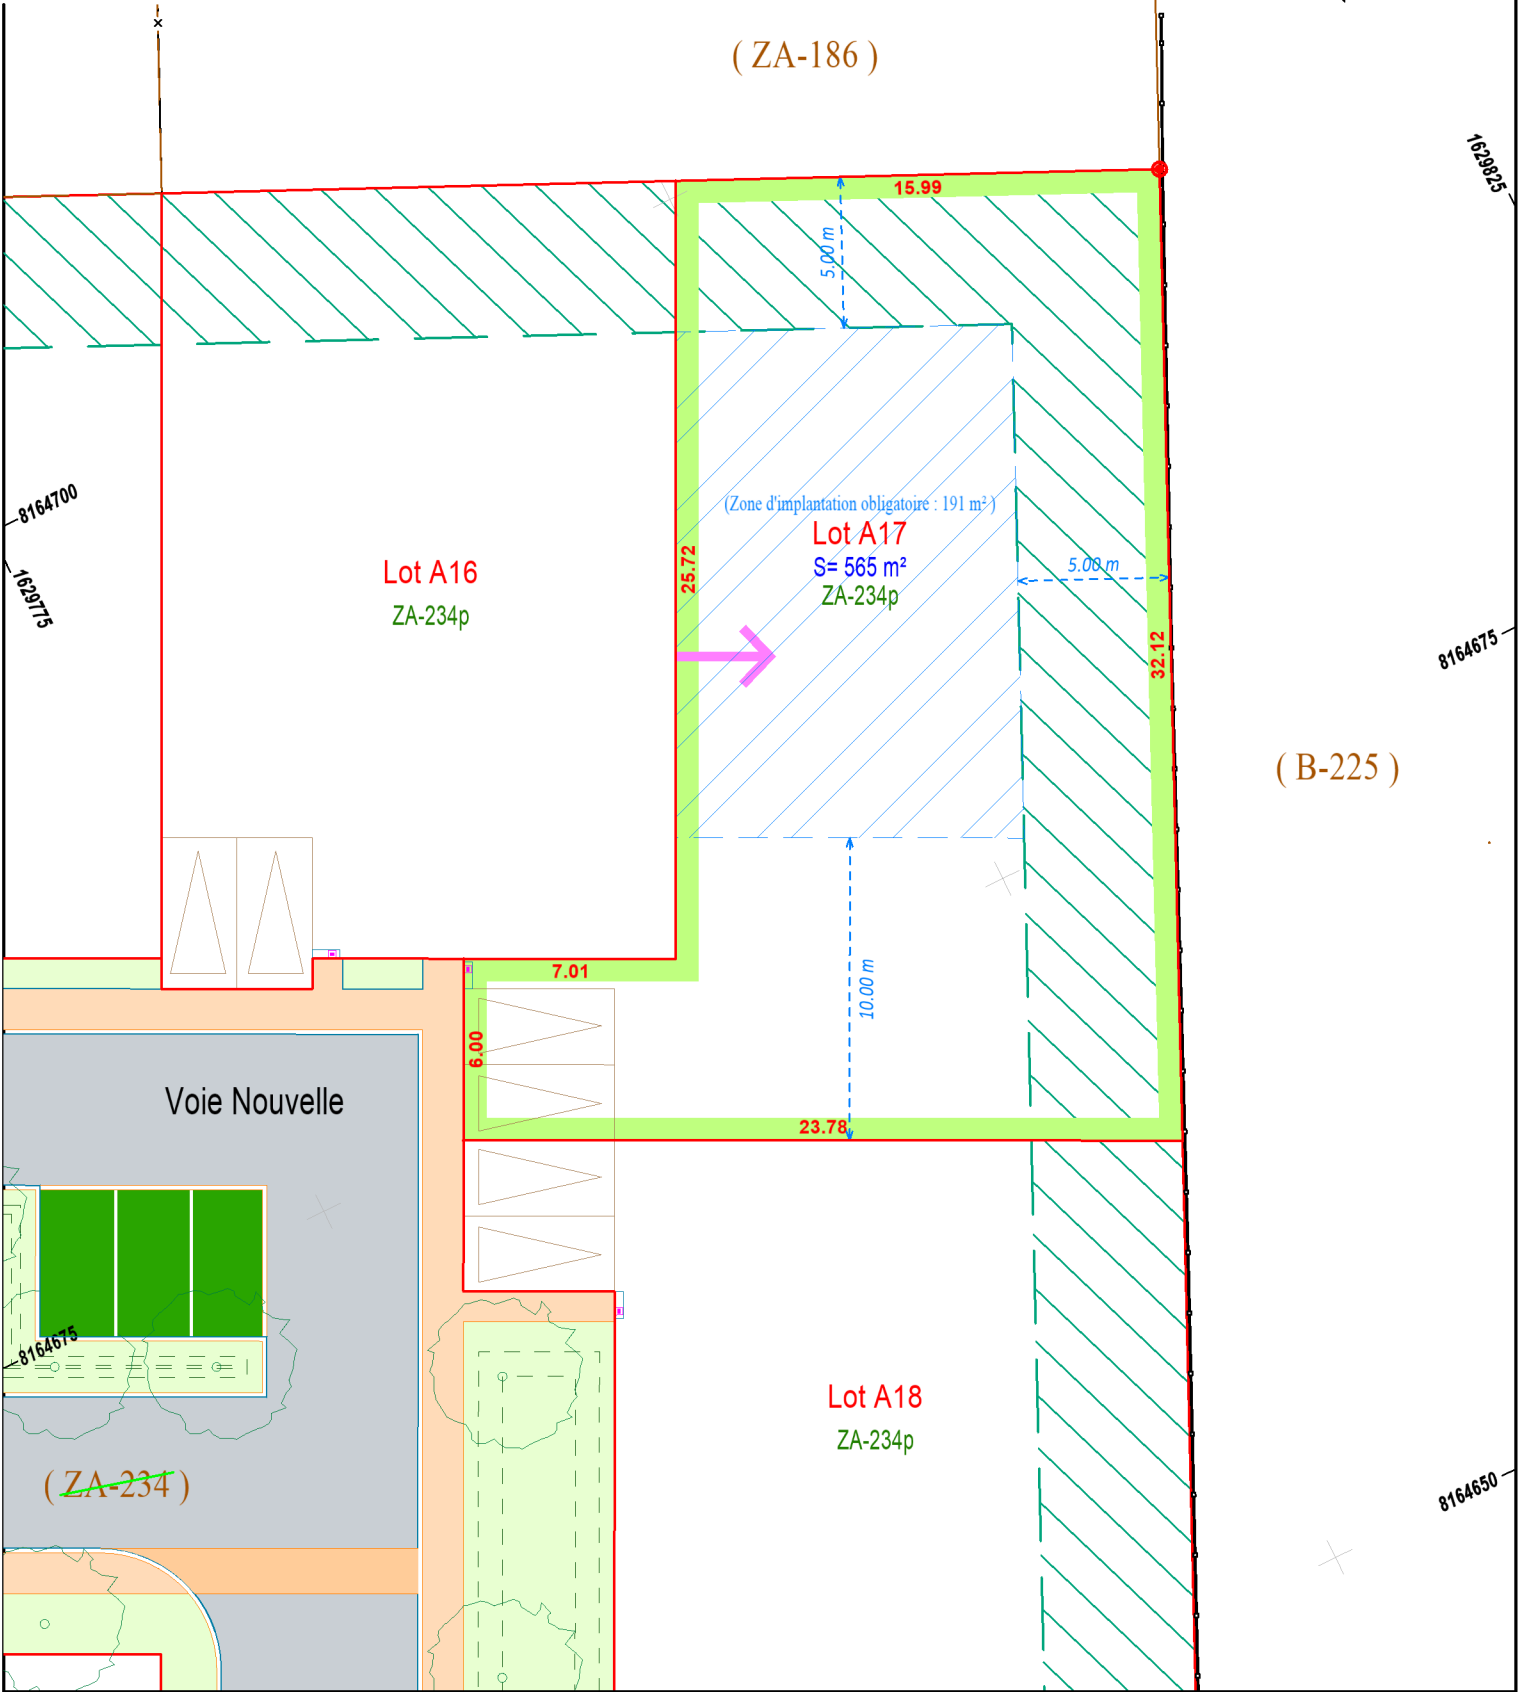 ( ZA-186 )
1629825
15.99
5.00 m
8164700
1629775
(Zone d'implantation obligatoire : 191 m² )
Lot A17
S= 565 m²
ZA-234p
Lot A16
ZA-234p
25.72
5.00 m
32.12
8164675
( B-225 )
7.01
10.00 m
6.00
Voie Nouvelle
23.78
8164675
Lot A18
ZA-234p
( ZA-234 )
8164650